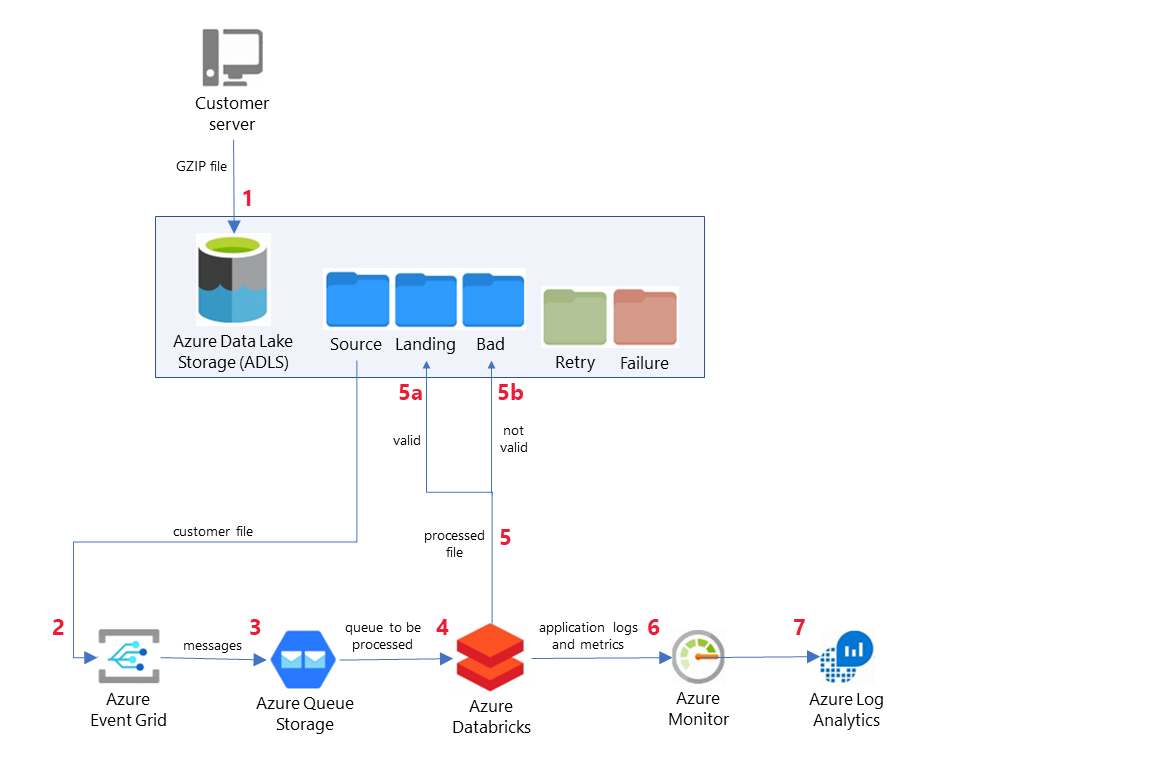 Customer
server
GZIP file
1
Azure Data Lake
Storage (ADLS)
Source
Landing
Bad
Retry
Failure
5a
5b
valid
not
valid
customer file
processed
file
5
2
messages
3
queue to be
processed
4
application logs
and metrics
6
7
Azure
Event Grid
Azure Queue
Storage
Azure
Databricks
Azure
Monitor
Azure Log
Analytics